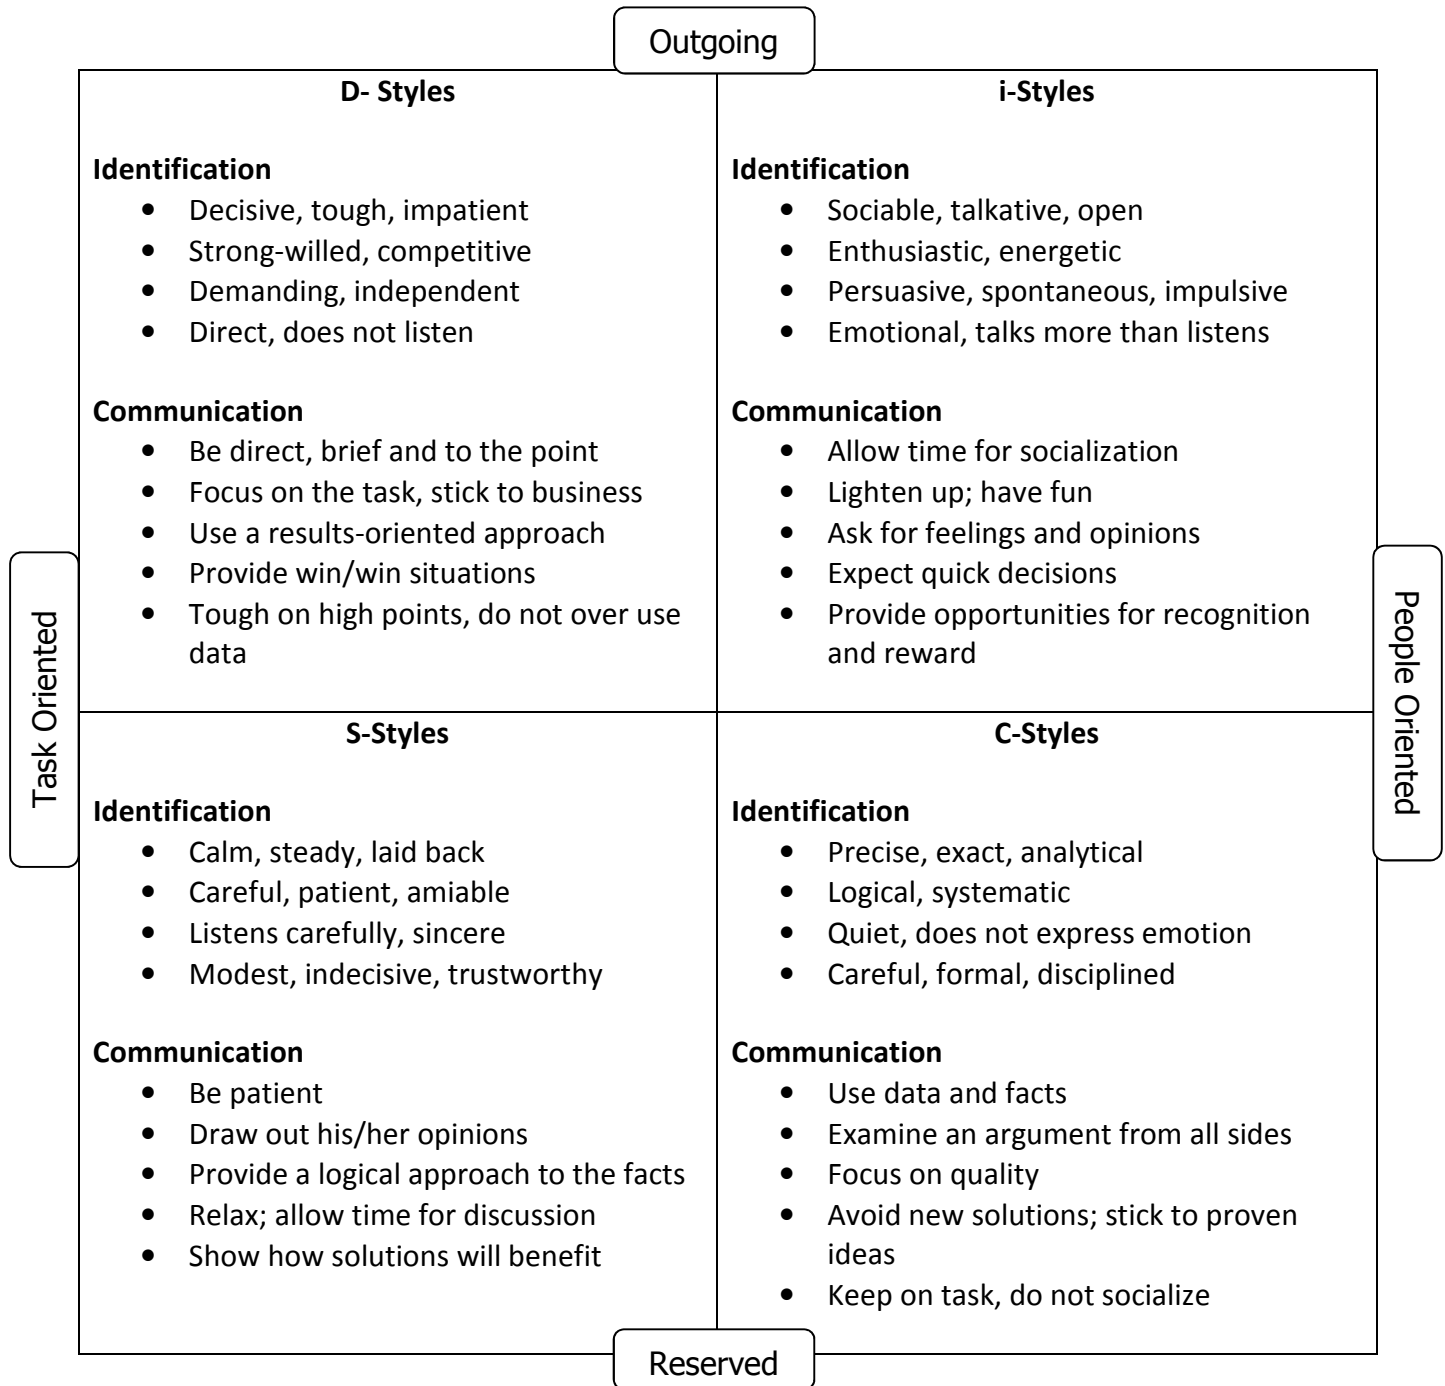 Outgoing
D- Styles
Identification
• Decisive, tough, impatient
• Strong-willed, competitive
• Demanding, independent
• Direct, does not listen
Communication
• Be direct, brief and to the point
• Focus on the task, stick to business
• Use a results-oriented approach
• Provide win/win situations
• Tough on high points, do not over use
data
i-Styles
Identification
• Sociable, talkative, open
• Enthusiastic, energetic
• Persuasive, spontaneous, impulsive
• Emotional, talks more than listens
Communication
• Allow time for socialization
• Lighten up; have fun
• Ask for feelings and opinions
• Expect quick decisions
• Provide opportunities for recognition
and reward
Task Oriented
People Oriented
S-Styles
Identification
• Calm, steady, laid back
• Careful, patient, amiable
• Listens carefully, sincere
• Modest, indecisive, trustworthy
Communication
• Be patient
• Draw out his/her opinions
• Provide a logical approach to the facts
• Relax; allow time for discussion
• Show how solutions will benefit
C-Styles
Identification
• Precise, exact, analytical
• Logical, systematic
• Quiet, does not express emotion
• Careful, formal, disciplined
Communication
• Use data and facts
• Examine an argument from all sides
• Focus on quality
• Avoid new solutions; stick to proven
ideas
• Keep on task, do not socialize
Reserved